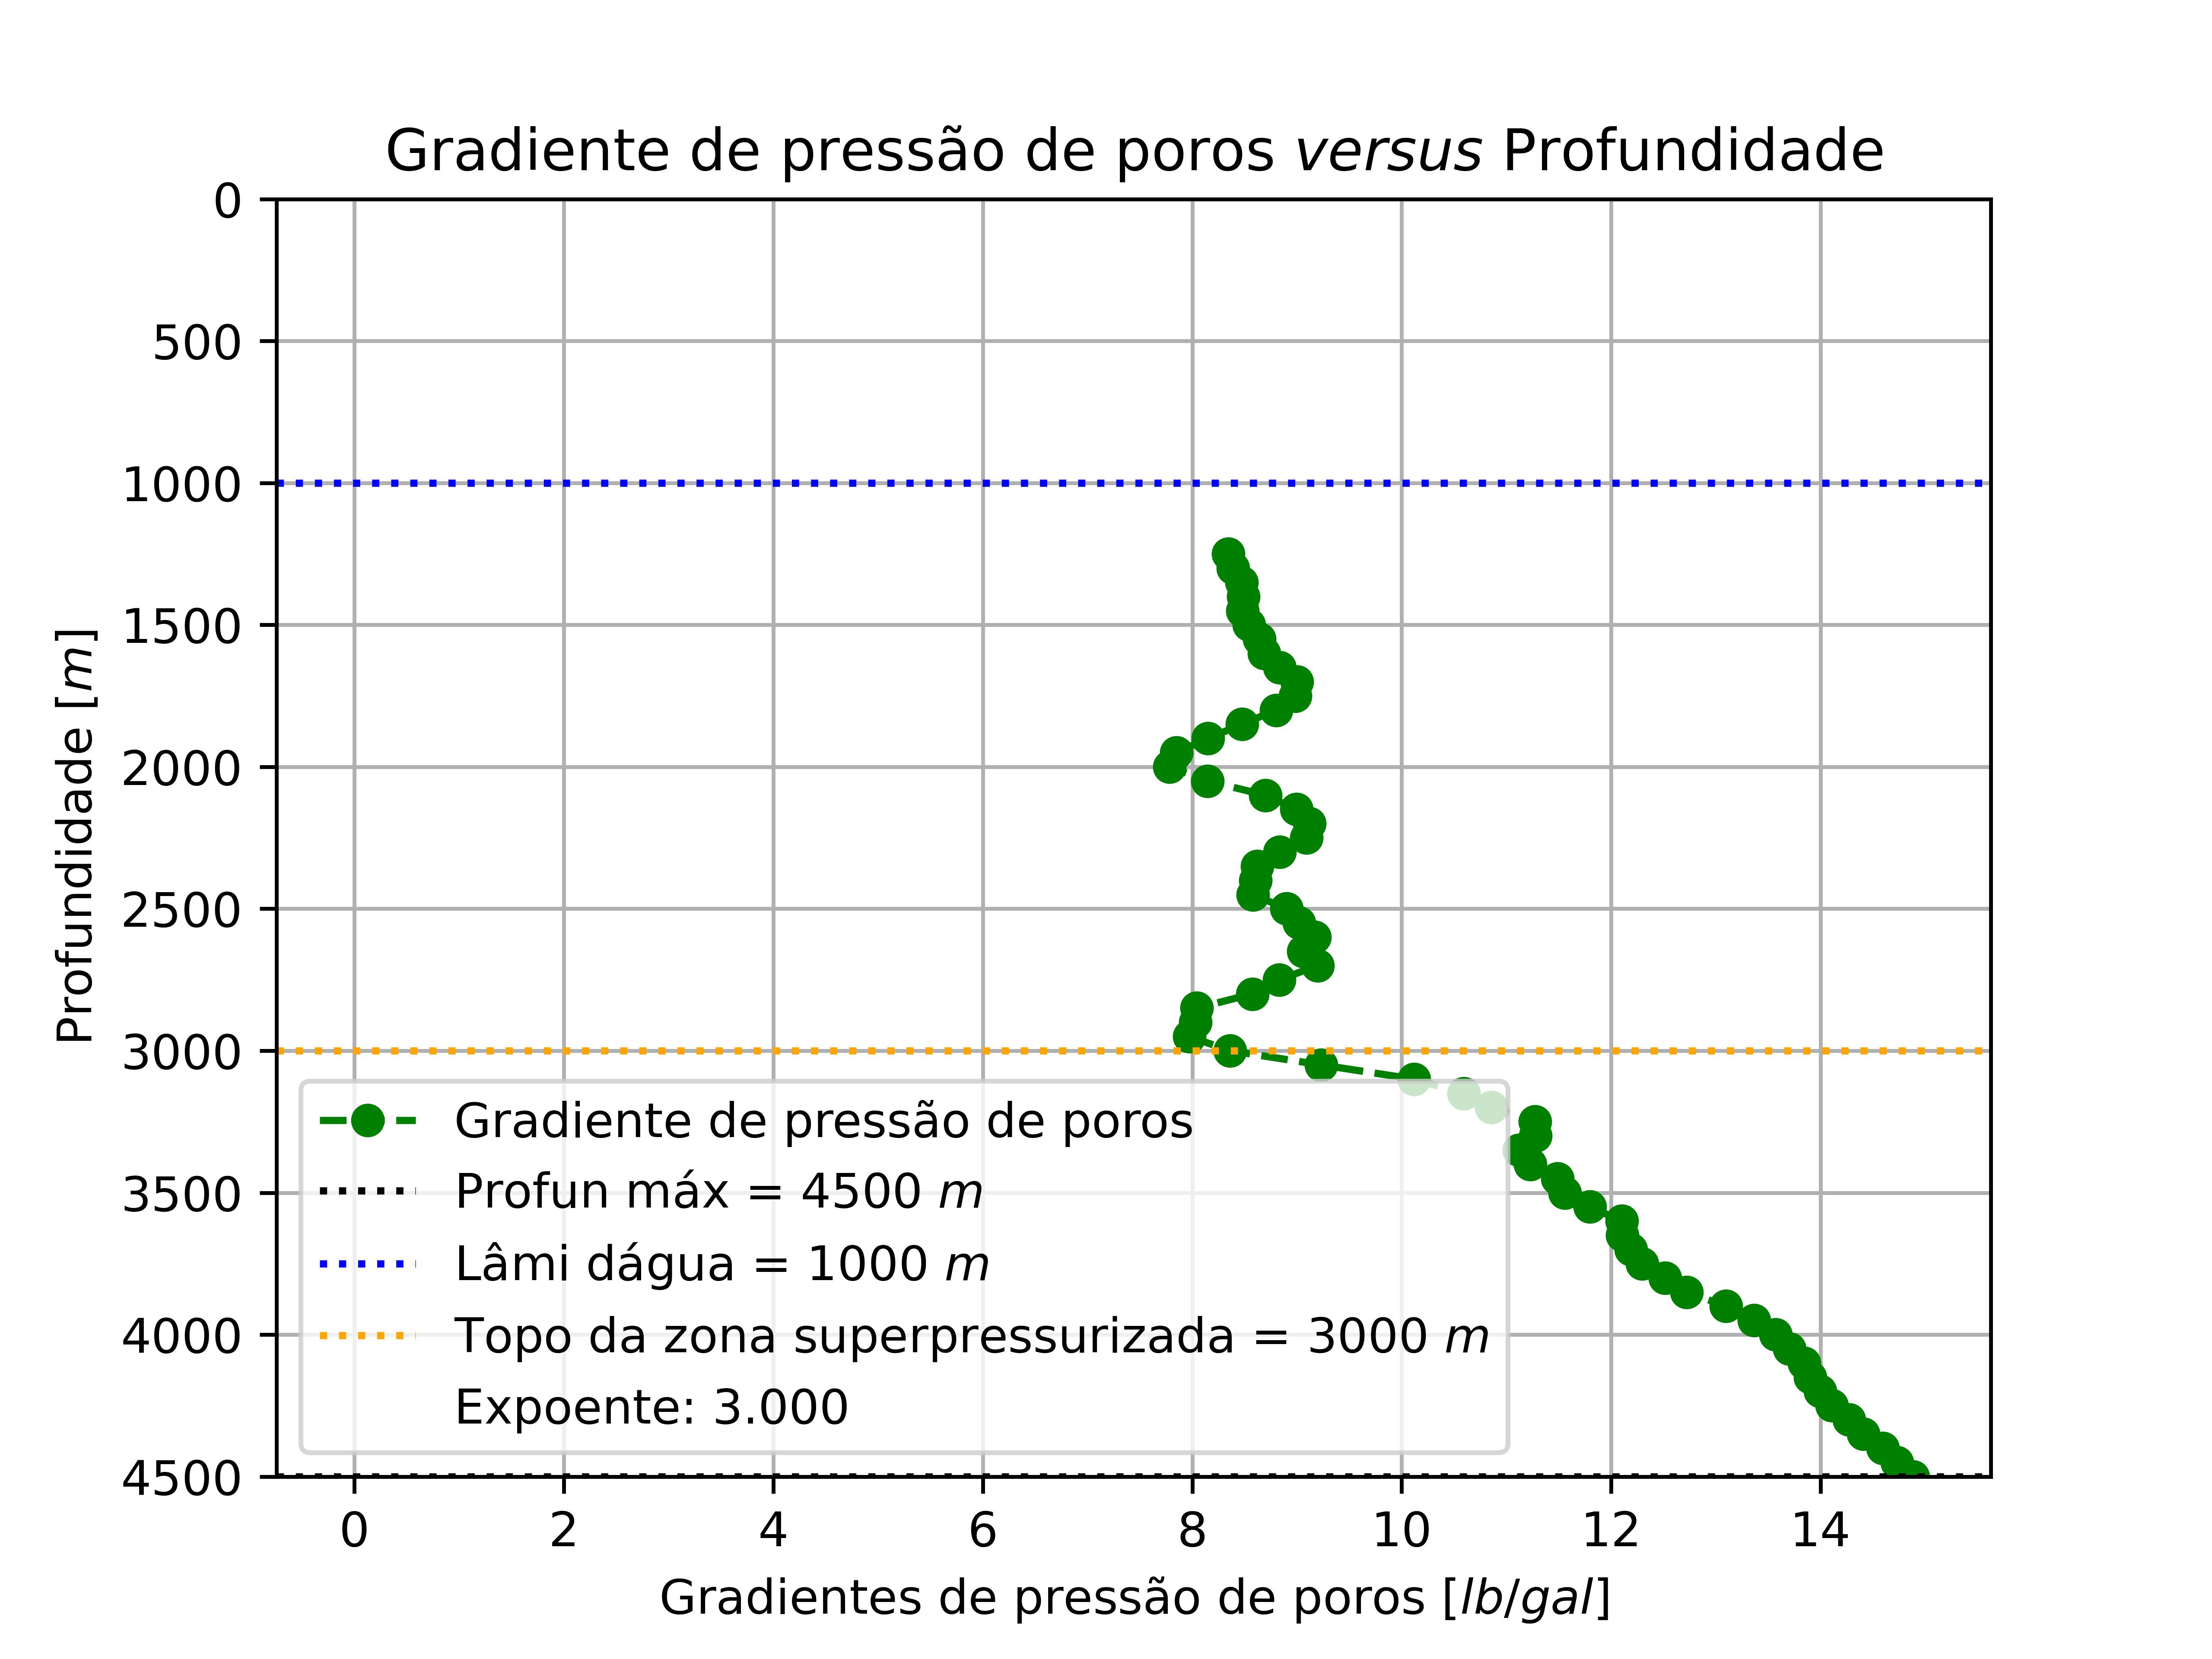 Gradiente de pressão de poros versus Profundidade
0
500
1000
1500
2000
2500
3000
3500
4000
4500
Profundidade [m]
Gradiente de pressão de poros
Profun máx = 4500 m
Lâmi dágua = 1000 m
Topo da zona superpressurizada = 3000 m
Expoente: 3.000
0 2 4 6 8 10 12 14
Gradientes de pressão de poros [lb/gal]